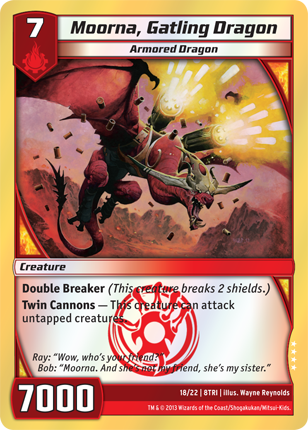 7
Moorna, Gatling Dragon
Armored Dragon
Creature
Double Breaker (This creature breaks 2 shields.)
Twin Cannons — This creature can attack
untapped creatures.
Ray: "Wow, who's your friend?"
Bob: "Moorna. And she's not my friend, she's my sister."
7000
18/22 | 8TRI | illus. Wayne Reynolds
TM & © 2013 Wizards of the Coast/Shogakukan/Mitsui-Kids.